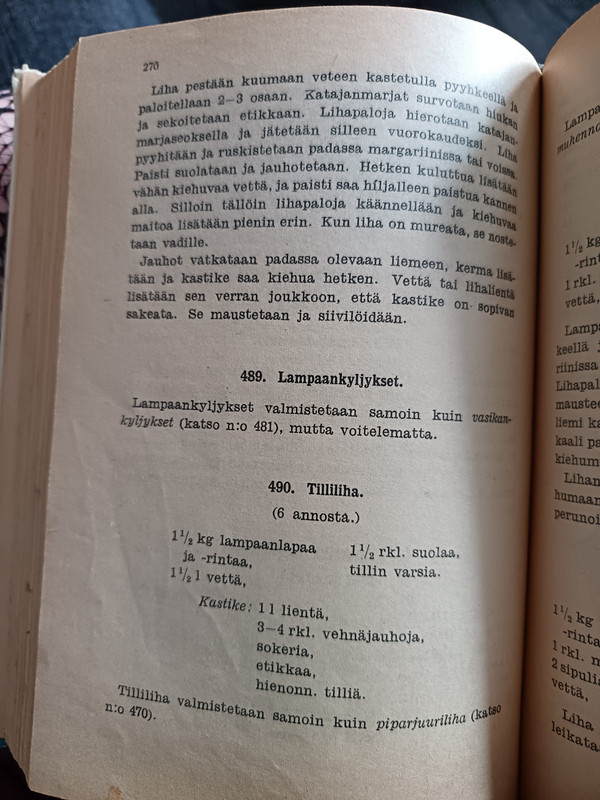 270
Liha pestään kuumaan veteen kastetulla pyyhkeellä ja
paloitellaan 2—3 osaan. Katajanmarjat survotaan hiukan
ja sekoitetaan etikkaan. Lihapaloja hierotaan katajan-
marjaseoksella ja jätetään silleen vuorokaudeksi. Liha
pyyhitään ja ruskistetaan padassa margariinissa tai voissa.
Paisti suolataan ja jauhotetaan. Hetken kuluttua lisätään
vähän kiehuvaa vettä, ja paisti saa hiljalleen paistua kannen
alla. Silloin tällöin lihapaloja käännellään ja kiehuvaa
maitoa lisätään pienin erin. Kun liha on mureata, se noste-
taan vadille.
Jauhot vatkataan padassa olevaan liemeen, kerma lisä-
tään ja kastike saa kiehua hetken. Vettä tai lihalientä
lisätään sen verran joukkoon, että kastike on sopivan
sakeata. Se maustetaan ja siivilöidään.
489. Lampaankyljykset.
Lampaankyljykset valmistetaan samoin kuin vasikan-
kyljykset (katso n:o 481), mutta voitelematta.
490. Tilliliha.
(6 annosta.)
1 1/2 kg lampaanlapaa
ja -rintaa,
1 1/2 l vettä,
1 1/2 rkl. suolaa,
tillin varsia.
Kastike: 1 l lientä,
3—4 rkl. vehnäjauhoja,
sokeria,
etikkaa,
hienonn. tilliä.
Tilliliha valmistetaan samoin kuin piparjuuriliha (katso
n:o 470).
Lampa
muhenno
1 1/2 kg
-rint
1 rkl.
vettä,
Lampa
keellä j
riinissa
Lihapal
mausteet
liemi ka
kaali pa
kiehum
Lihan
humaan
perunoi
1 1/2 kg
-rinta
1 rkl. m
2 sipulia
vettä,
Liha
leikata